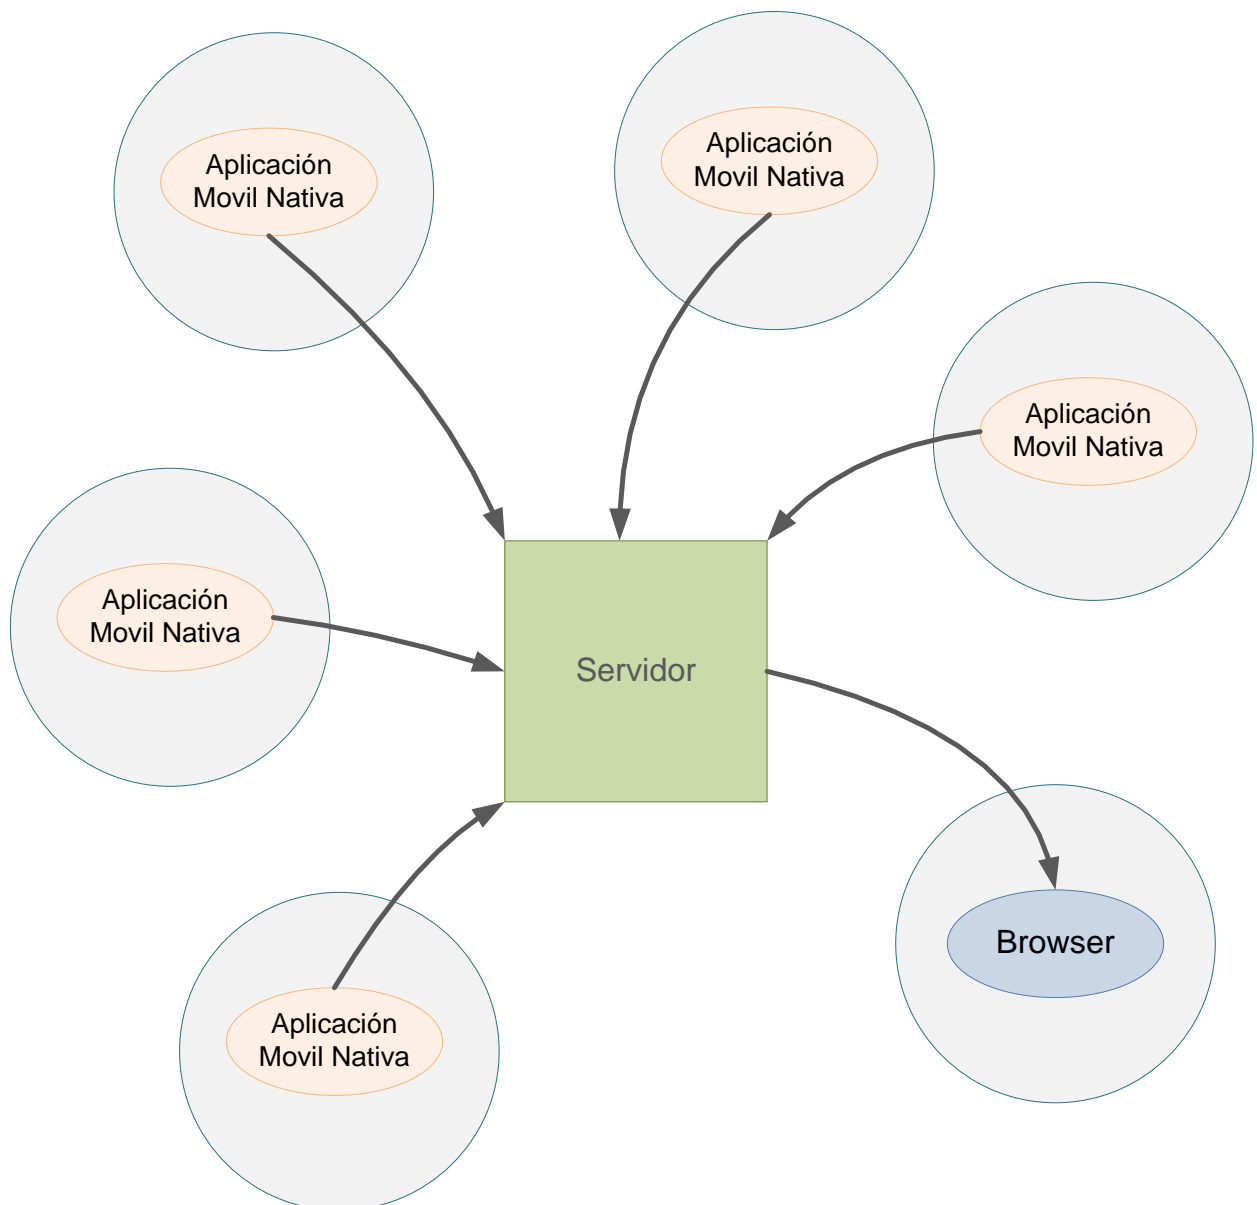 Aplicación
Movil Nativa
Aplicación
Movil Nativa
Aplicación
Movil Nativa
Aplicación
Movil Nativa
Servidor
Browser
Aplicación
Movil Nativa